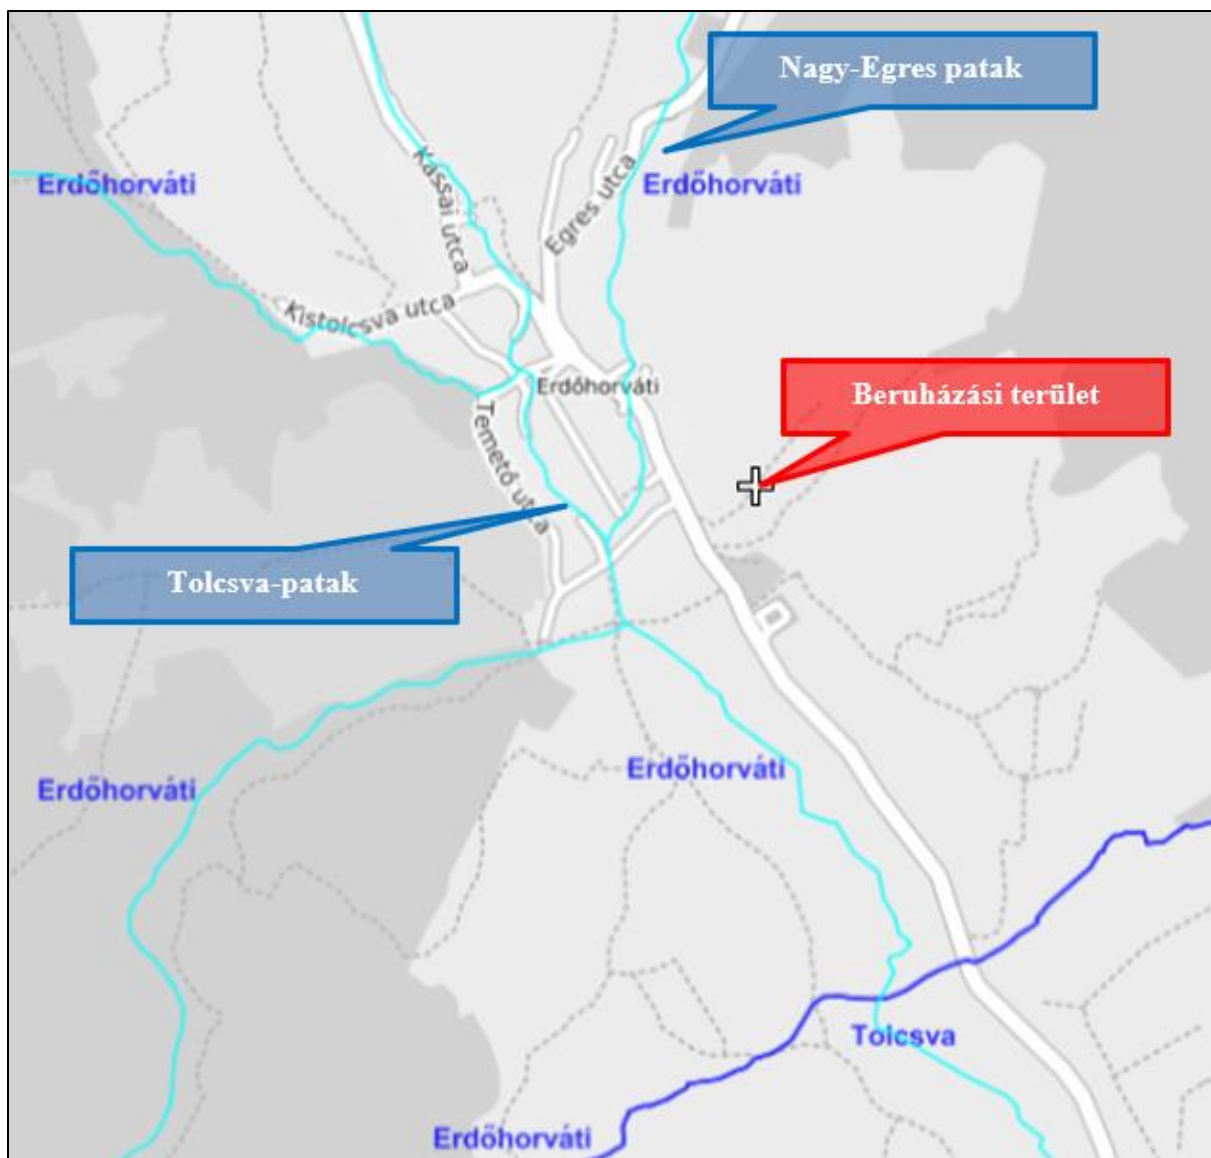 Nagy-Egres patak
Erdőhorváti
Kassai utca
Egres utca
Erdőhorváti
Kistolcsva utca
Erdőhorváti
Beruházási terület
Temető utca
Tolcsva-patak
Erdőhorváti
Erdőhorváti
Tolcsva
Erdőhorváti